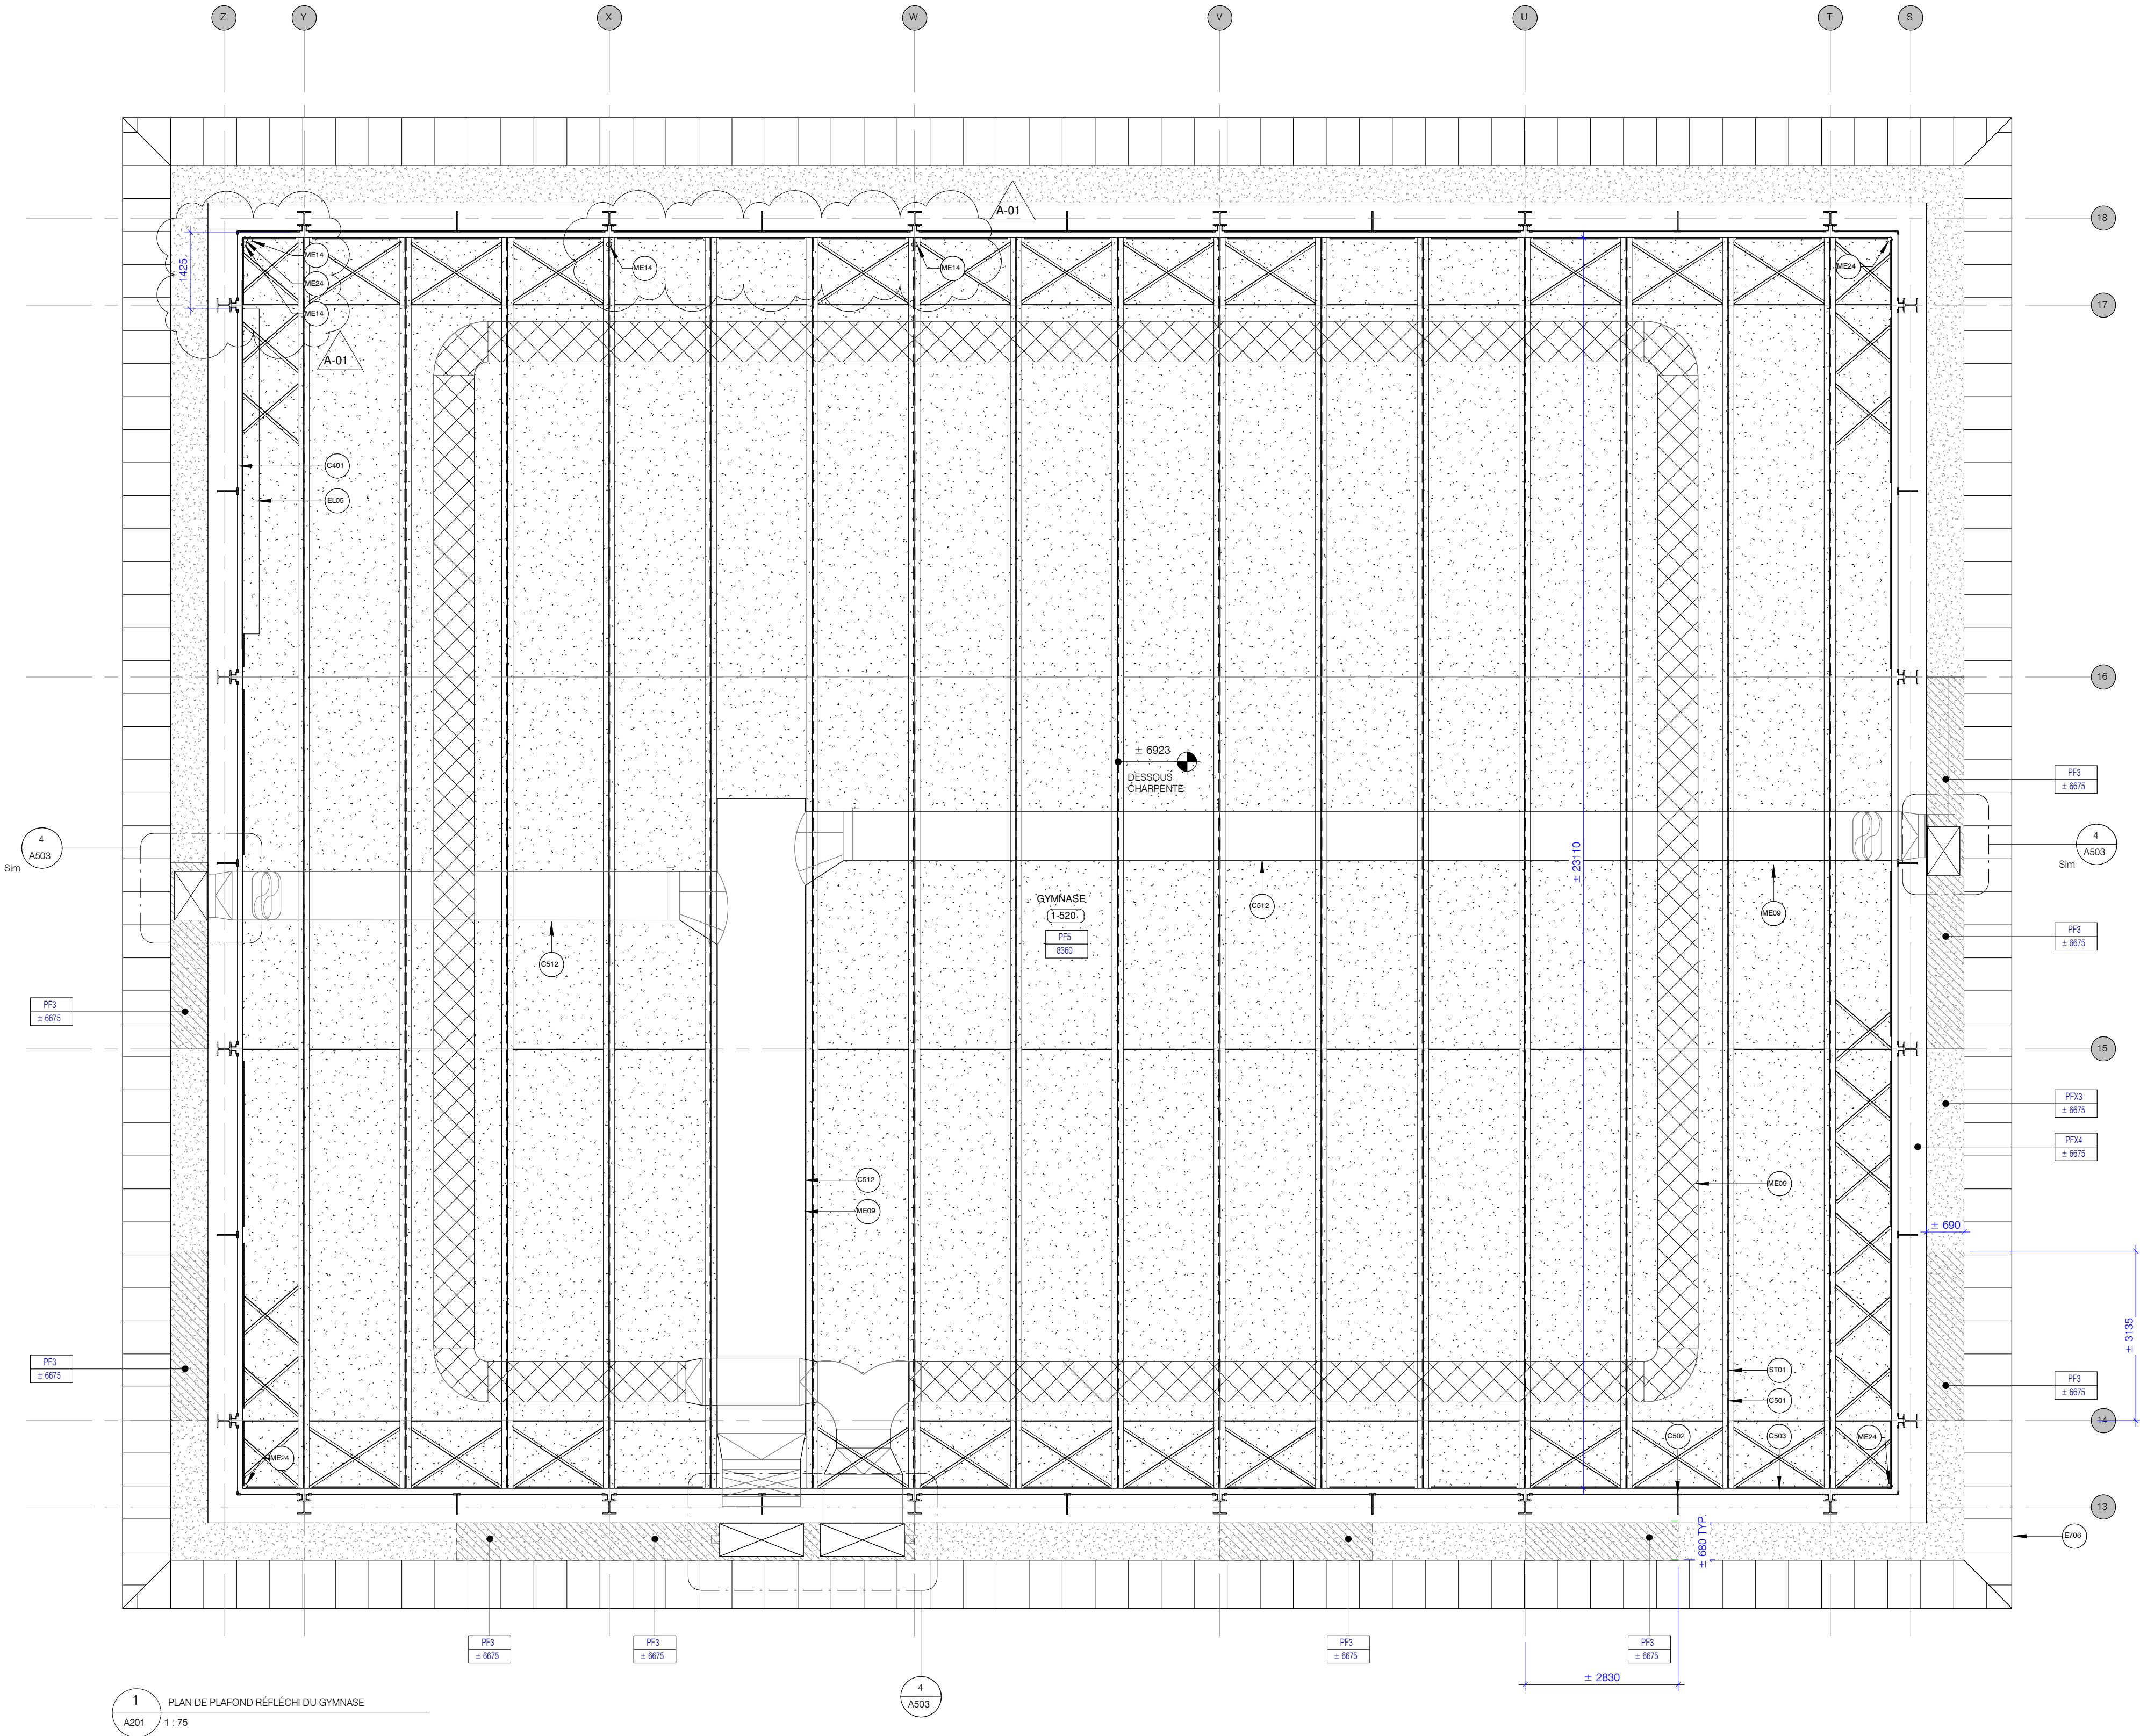 Z
Y
X
W
V
U
T
S
A-01
18
1425
ME14
ME14
ME14
ME24
ME24
ME14
17
A-01
C401
EL05
16
± 6923
DESSOUS
CHARPENTE
PF3
± 6675
4
A503
Sim
4
A503
Sim
± 23110
GYMNASE
1-520
PF5
8360
C512
ME09
C512
PF3
± 6675
PF3
± 6675
15
PFX3
± 6675
PFX4
± 6675
C512
ME09
ME09
± 690
± 3135
PF3
± 6675
ST01
C501
PF3
± 6675
14
C502
C503
ME24
ME24
13
± 680 TYP.
E706
PF3
± 6675
PF3
± 6675
PF3
± 6675
PF3
± 6675
± 2830
4
A503
1
A201
PLAN DE PLAFOND RÉFLÉCHI DU GYMNASE
1 : 75